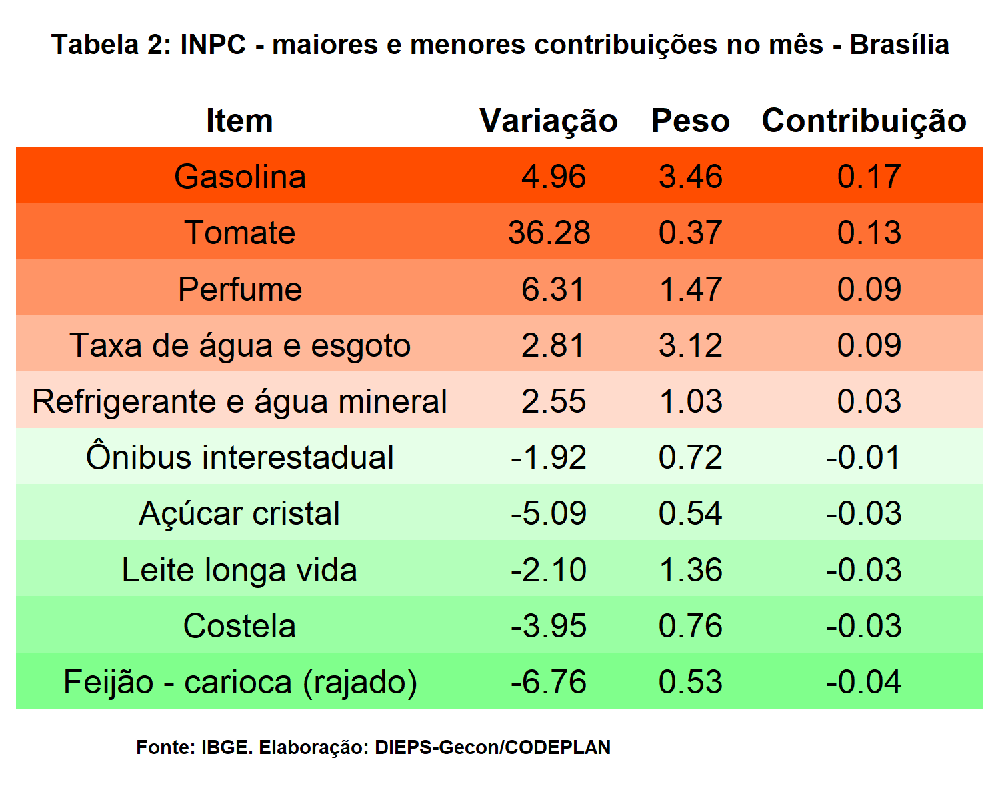 Tabela 2: INPC - maiores e menores contribuições no mês - Brasília
Item Variação Peso Contribuição
Gasolina 4.96 3.46 0.17
Tomate 36.28 0.37 0.13
Perfume 6.31 1.47 0.09
Taxa de água e esgoto 2.81 3.12 0.09
Refrigerante e água mineral 2.55 1.03 0.03
Ônibus interestadual -1.92 0.72 -0.01
Açúcar cristal -5.09 0.54 -0.03
Leite longa vida -2.10 1.36 -0.03
Costela -3.95 0.76 -0.03
Feijão - carioca (rajado) -6.76 0.53 -0.04
Fonte: IBGE. Elaboração: DIEPS-Gecon/CODEPLAN